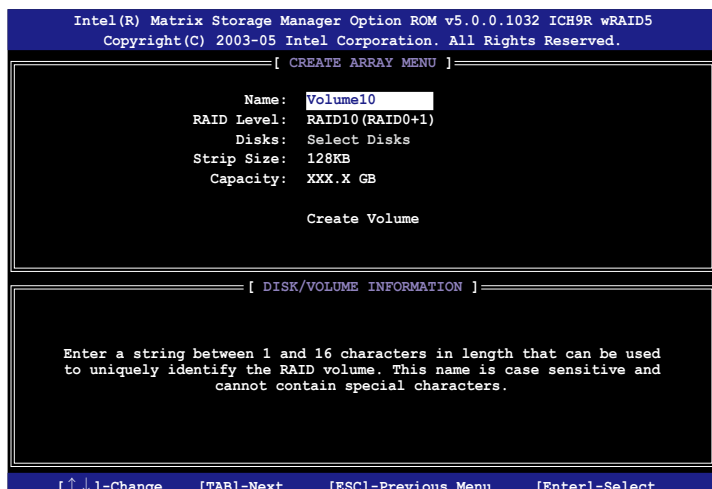 Intel(R) Matrix Storage Manager Option ROM v5.0.0.1032 ICH9R wRAID5
Copyright(C) 2003-05 Intel Corporation. All Rights Reserved.
[ CREATE ARRAY MENU ]
Name: Volume10
RAID Level: RAID10(RAID0+1)
Disks: Select Disks
Strip Size: 128KB
Capacity: XXX.X GB
Create Volume
[ DISK/VOLUME INFORMATION ]
Enter a string between 1 and 16 characters in length that can be used
to uniquely identify the RAID volume. This name is case sensitive and
cannot contain special characters.
[↑↓]-Change [TAB]-Next [ESC]-Previous Menu [Enter]-Select